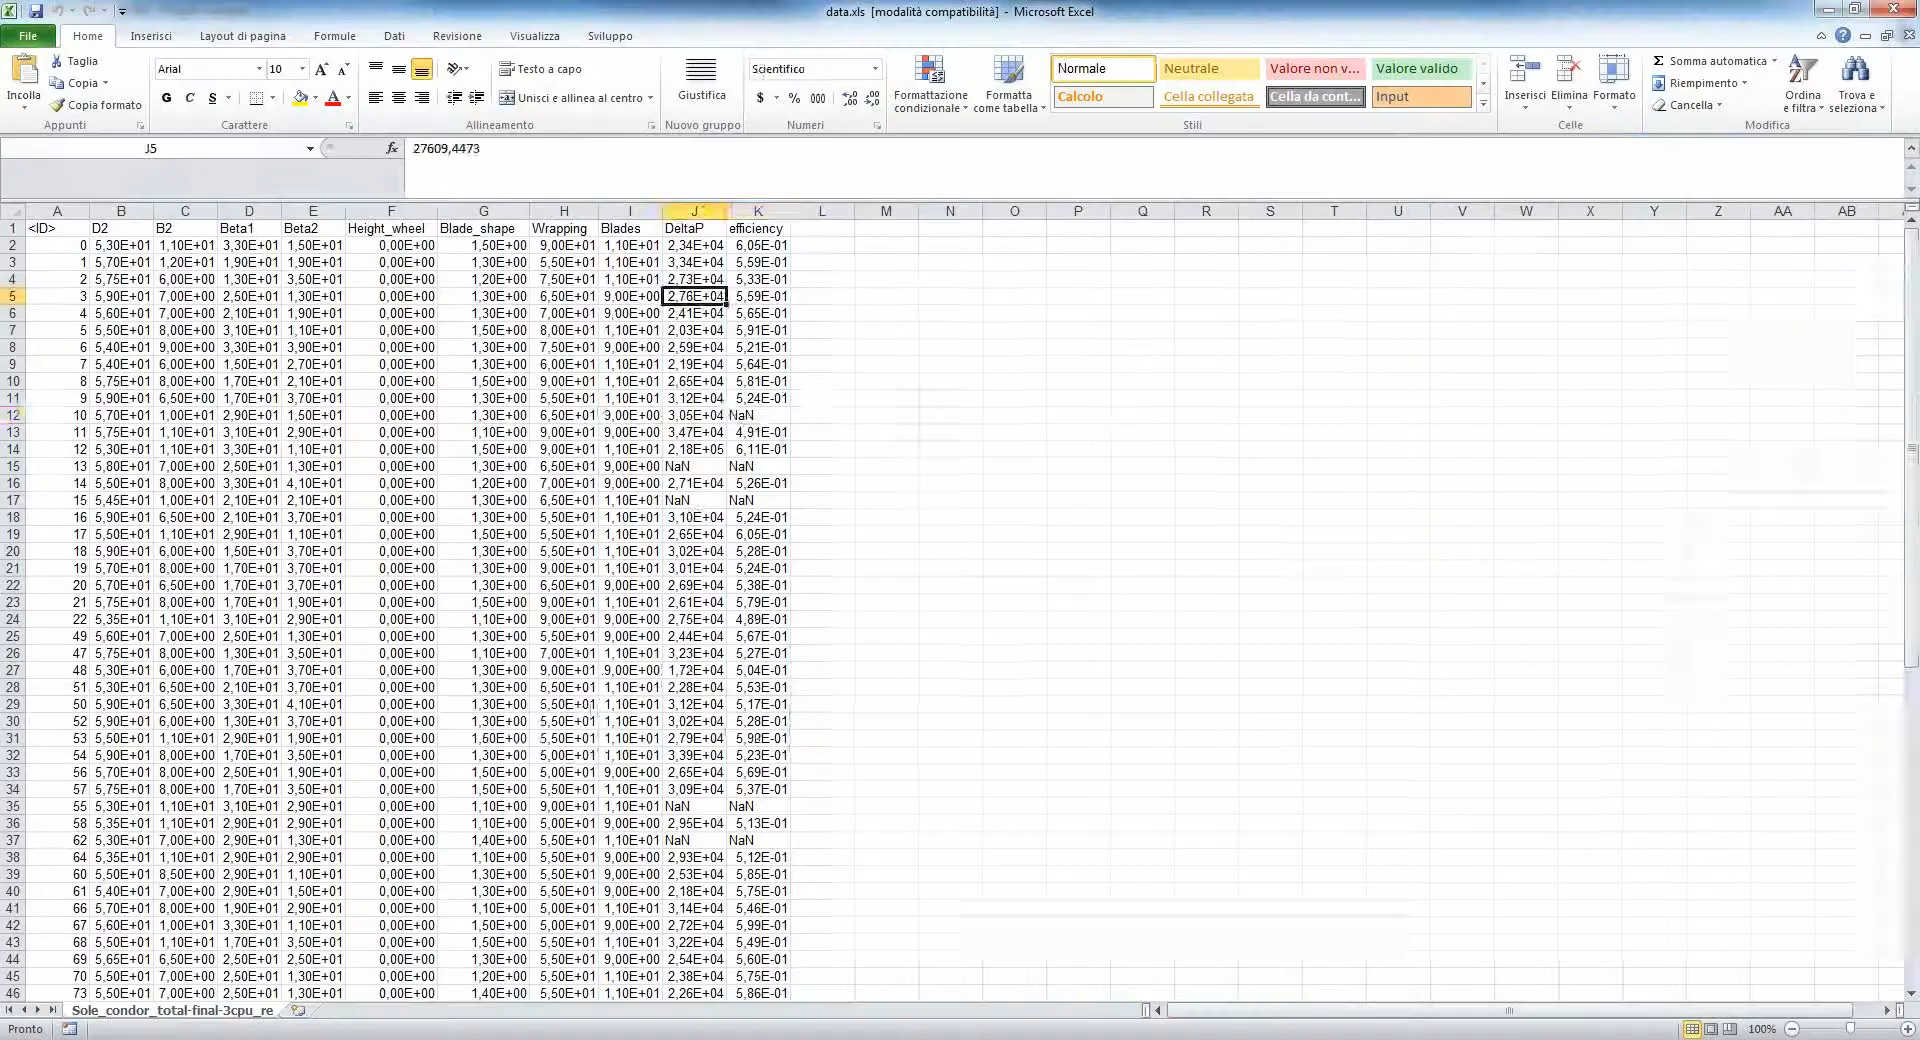 data.xls [modalità compatibilità] - Microsoft Excel
File Home Inserisci Layout di pagina Formule Dati Revisione Visualizza Sviluppo
Incolla
Taglia
Copia
Copia formato
Appunti
Arial 10
G C S
Carattere
Testo a capo
Unisci e allinea al centro
Allineamento
Giustifica
Nuovo gruppo
Scientifico
$ % 000
Numeri
Formattazione condizionale
Formatta come tabella
Normale Neutrale Valore non v... Valore valido
Calcolo Cella collegata Cella da cont... Input
Stili
Inserisci Elimina Formato
Celle
Somma automatica
Riempimento
Cancella
Ordina e filtra
Trova e seleziona
Modifica
J5 fx 27609,4473
A B C D E F G H I J K L M N O P Q R S T U V W X Y Z AA AB
1 <ID> D2 B2 Beta1 Beta2 Height_wheel Blade_shape Wrapping Blades DeltaP efficiency
2 0 5,30E+01 1,10E+01 3,30E+01 1,50E+01 0,00E+00 1,50E+00 9,00E+01 1,10E+01 2,34E+04 6,05E-01
3 1 5,70E+01 1,20E+01 1,90E+01 1,90E+01 0,00E+00 1,30E+00 5,50E+01 1,10E+01 3,34E+04 5,59E-01
4 2 5,75E+01 6,00E+00 1,30E+01 3,50E+01 0,00E+00 1,20E+00 7,50E+01 1,10E+01 2,73E+04 5,33E-01
5 3 5,90E+01 7,00E+00 2,50E+01 1,30E+01 0,00E+00 1,30E+00 6,50E+01 9,00E+00 2,76E+04 5,59E-01
6 4 5,60E+01 7,00E+00 2,10E+01 1,90E+01 0,00E+00 1,30E+00 7,00E+01 9,00E+00 2,41E+04 5,65E-01
7 5 5,50E+01 8,00E+00 3,10E+01 1,10E+01 0,00E+00 1,50E+00 8,00E+01 1,10E+01 2,03E+04 5,91E-01
8 6 5,40E+01 9,00E+00 3,30E+01 3,90E+01 0,00E+00 1,30E+00 7,50E+01 9,00E+00 2,59E+04 5,21E-01
9 7 5,40E+01 6,00E+00 1,50E+01 2,70E+01 0,00E+00 1,30E+00 6,00E+01 1,10E+01 2,19E+04 5,64E-01
10 8 5,75E+01 8,00E+00 1,70E+01 2,10E+01 0,00E+00 1,50E+00 9,00E+01 1,10E+01 2,65E+04 5,81E-01
11 9 5,90E+01 6,50E+00 1,70E+01 3,70E+01 0,00E+00 1,30E+00 5,50E+01 1,10E+01 3,12E+04 5,24E-01
12 10 5,70E+01 1,00E+01 2,90E+01 1,50E+01 0,00E+00 1,30E+00 6,50E+01 9,00E+00 3,05E+04 NaN
13 11 5,75E+01 1,10E+01 3,10E+01 2,90E+01 0,00E+00 1,10E+00 9,00E+01 9,00E+00 3,47E+04 4,91E-01
14 12 5,30E+01 1,10E+01 3,30E+01 1,10E+01 0,00E+00 1,50E+00 9,00E+01 1,10E+01 2,18E+05 6,11E-01
15 13 5,80E+01 7,00E+00 2,50E+01 1,30E+01 0,00E+00 1,30E+00 6,50E+01 9,00E+00 NaN NaN
16 14 5,50E+01 8,00E+00 3,30E+01 4,10E+01 0,00E+00 1,20E+00 7,00E+01 9,00E+00 2,71E+04 5,26E-01
17 15 5,45E+01 1,00E+01 2,10E+01 2,10E+01 0,00E+00 1,30E+00 6,50E+01 1,10E+01 NaN NaN
18 16 5,90E+01 6,50E+00 2,10E+01 3,70E+01 0,00E+00 1,30E+00 5,50E+01 1,10E+01 3,10E+04 5,24E-01
19 17 5,50E+01 1,10E+01 2,90E+01 1,10E+01 0,00E+00 1,50E+00 5,50E+01 1,10E+01 2,65E+04 6,05E-01
20 18 5,90E+01 6,00E+00 1,50E+01 3,70E+01 0,00E+00 1,30E+00 5,50E+01 1,10E+01 3,02E+04 5,28E-01
21 19 5,70E+01 8,00E+00 1,70E+01 3,70E+01 0,00E+00 1,30E+00 9,00E+01 1,10E+01 3,01E+04 5,24E-01
22 20 5,70E+01 6,50E+00 1,70E+01 3,70E+01 0,00E+00 1,30E+00 6,50E+01 9,00E+00 2,69E+04 5,38E-01
23 21 5,75E+01 8,00E+00 1,70E+01 1,90E+01 0,00E+00 1,50E+00 9,00E+01 1,10E+01 2,61E+04 5,79E-01
24 22 5,35E+01 1,10E+01 3,10E+01 2,90E+01 0,00E+00 1,10E+00 9,00E+01 9,00E+00 2,75E+04 4,89E-01
25 49 5,60E+01 7,00E+00 2,50E+01 1,30E+01 0,00E+00 1,30E+00 5,50E+01 9,00E+00 2,44E+04 5,67E-01
26 47 5,75E+01 8,00E+00 1,30E+01 3,50E+01 0,00E+00 1,10E+00 7,00E+01 1,10E+01 3,23E+04 5,27E-01
27 48 5,30E+01 6,00E+00 1,70E+01 3,70E+01 0,00E+00 1,30E+00 9,00E+01 9,00E+00 1,72E+04 5,04E-01
28 51 5,30E+01 6,50E+00 2,10E+01 3,70E+01 0,00E+00 1,30E+00 5,50E+01 1,10E+01 2,28E+04 5,53E-01
29 50 5,90E+01 6,50E+00 3,30E+01 4,10E+01 0,00E+00 1,30E+00 5,50E+01 1,10E+01 3,12E+04 5,17E-01
30 52 5,90E+01 6,00E+00 1,30E+01 3,70E+01 0,00E+00 1,30E+00 5,50E+01 1,10E+01 3,02E+04 5,28E-01
31 53 5,50E+01 1,10E+01 2,90E+01 1,90E+01 0,00E+00 1,60E+00 5,50E+01 1,10E+01 2,79E+04 5,92E-01
32 54 5,90E+01 8,00E+00 1,70E+01 3,50E+01 0,00E+00 1,30E+00 5,00E+01 1,10E+01 3,39E+04 5,23E-01
33 56 5,70E+01 8,00E+00 2,50E+01 1,90E+01 0,00E+00 1,50E+00 5,00E+01 9,00E+00 2,65E+04 5,69E-01
34 57 5,75E+01 8,00E+00 1,70E+01 3,50E+01 0,00E+00 1,50E+00 5,50E+01 1,10E+01 3,09E+04 5,37E-01
35 55 5,30E+01 1,10E+01 3,10E+01 2,90E+01 0,00E+00 1,10E+00 9,00E+01 1,10E+01 NaN NaN
36 58 5,35E+01 1,10E+01 2,90E+01 2,90E+01 0,00E+00 1,10E+00 5,00E+01 9,00E+00 2,95E+04 5,13E-01
37 62 5,30E+01 7,00E+00 2,90E+01 1,30E+01 0,00E+00 1,40E+00 5,50E+01 1,10E+01 NaN NaN
38 64 5,35E+01 1,10E+01 2,90E+01 2,90E+01 0,00E+00 1,10E+00 5,50E+01 9,00E+00 2,93E+04 5,12E-01
39 60 5,50E+01 8,50E+00 2,90E+01 1,10E+01 0,00E+00 1,30E+00 5,50E+01 9,00E+00 2,53E+04 5,85E-01
40 61 5,40E+01 7,00E+00 2,90E+01 1,50E+01 0,00E+00 1,30E+00 5,50E+01 9,00E+00 2,18E+04 5,75E-01
41 66 5,70E+01 8,00E+00 1,90E+01 2,90E+01 0,00E+00 1,10E+00 5,00E+01 1,10E+01 3,14E+04 5,46E-01
42 67 5,60E+01 1,00E+01 3,30E+01 1,10E+01 0,00E+00 1,50E+00 5,00E+01 9,00E+00 2,72E+04 5,99E-01
43 68 5,50E+01 1,10E+01 1,70E+01 3,50E+01 0,00E+00 1,50E+00 5,50E+01 1,10E+01 3,22E+04 5,49E-01
44 69 5,65E+01 6,50E+00 2,50E+01 2,50E+01 0,00E+00 1,30E+00 5,50E+01 9,00E+00 2,54E+04 5,60E-01
45 70 5,50E+01 7,00E+00 2,50E+01 1,30E+01 0,00E+00 1,20E+00 5,50E+01 1,10E+01 2,38E+04 5,75E-01
46 73 5,50E+01 7,00E+00 2,50E+01 1,30E+01 0,00E+00 1,40E+00 5,50E+01 1,10E+01 2,26E+04 5,86E-01
Sole_condor_total-final-3cpu_re
Pronto 100%